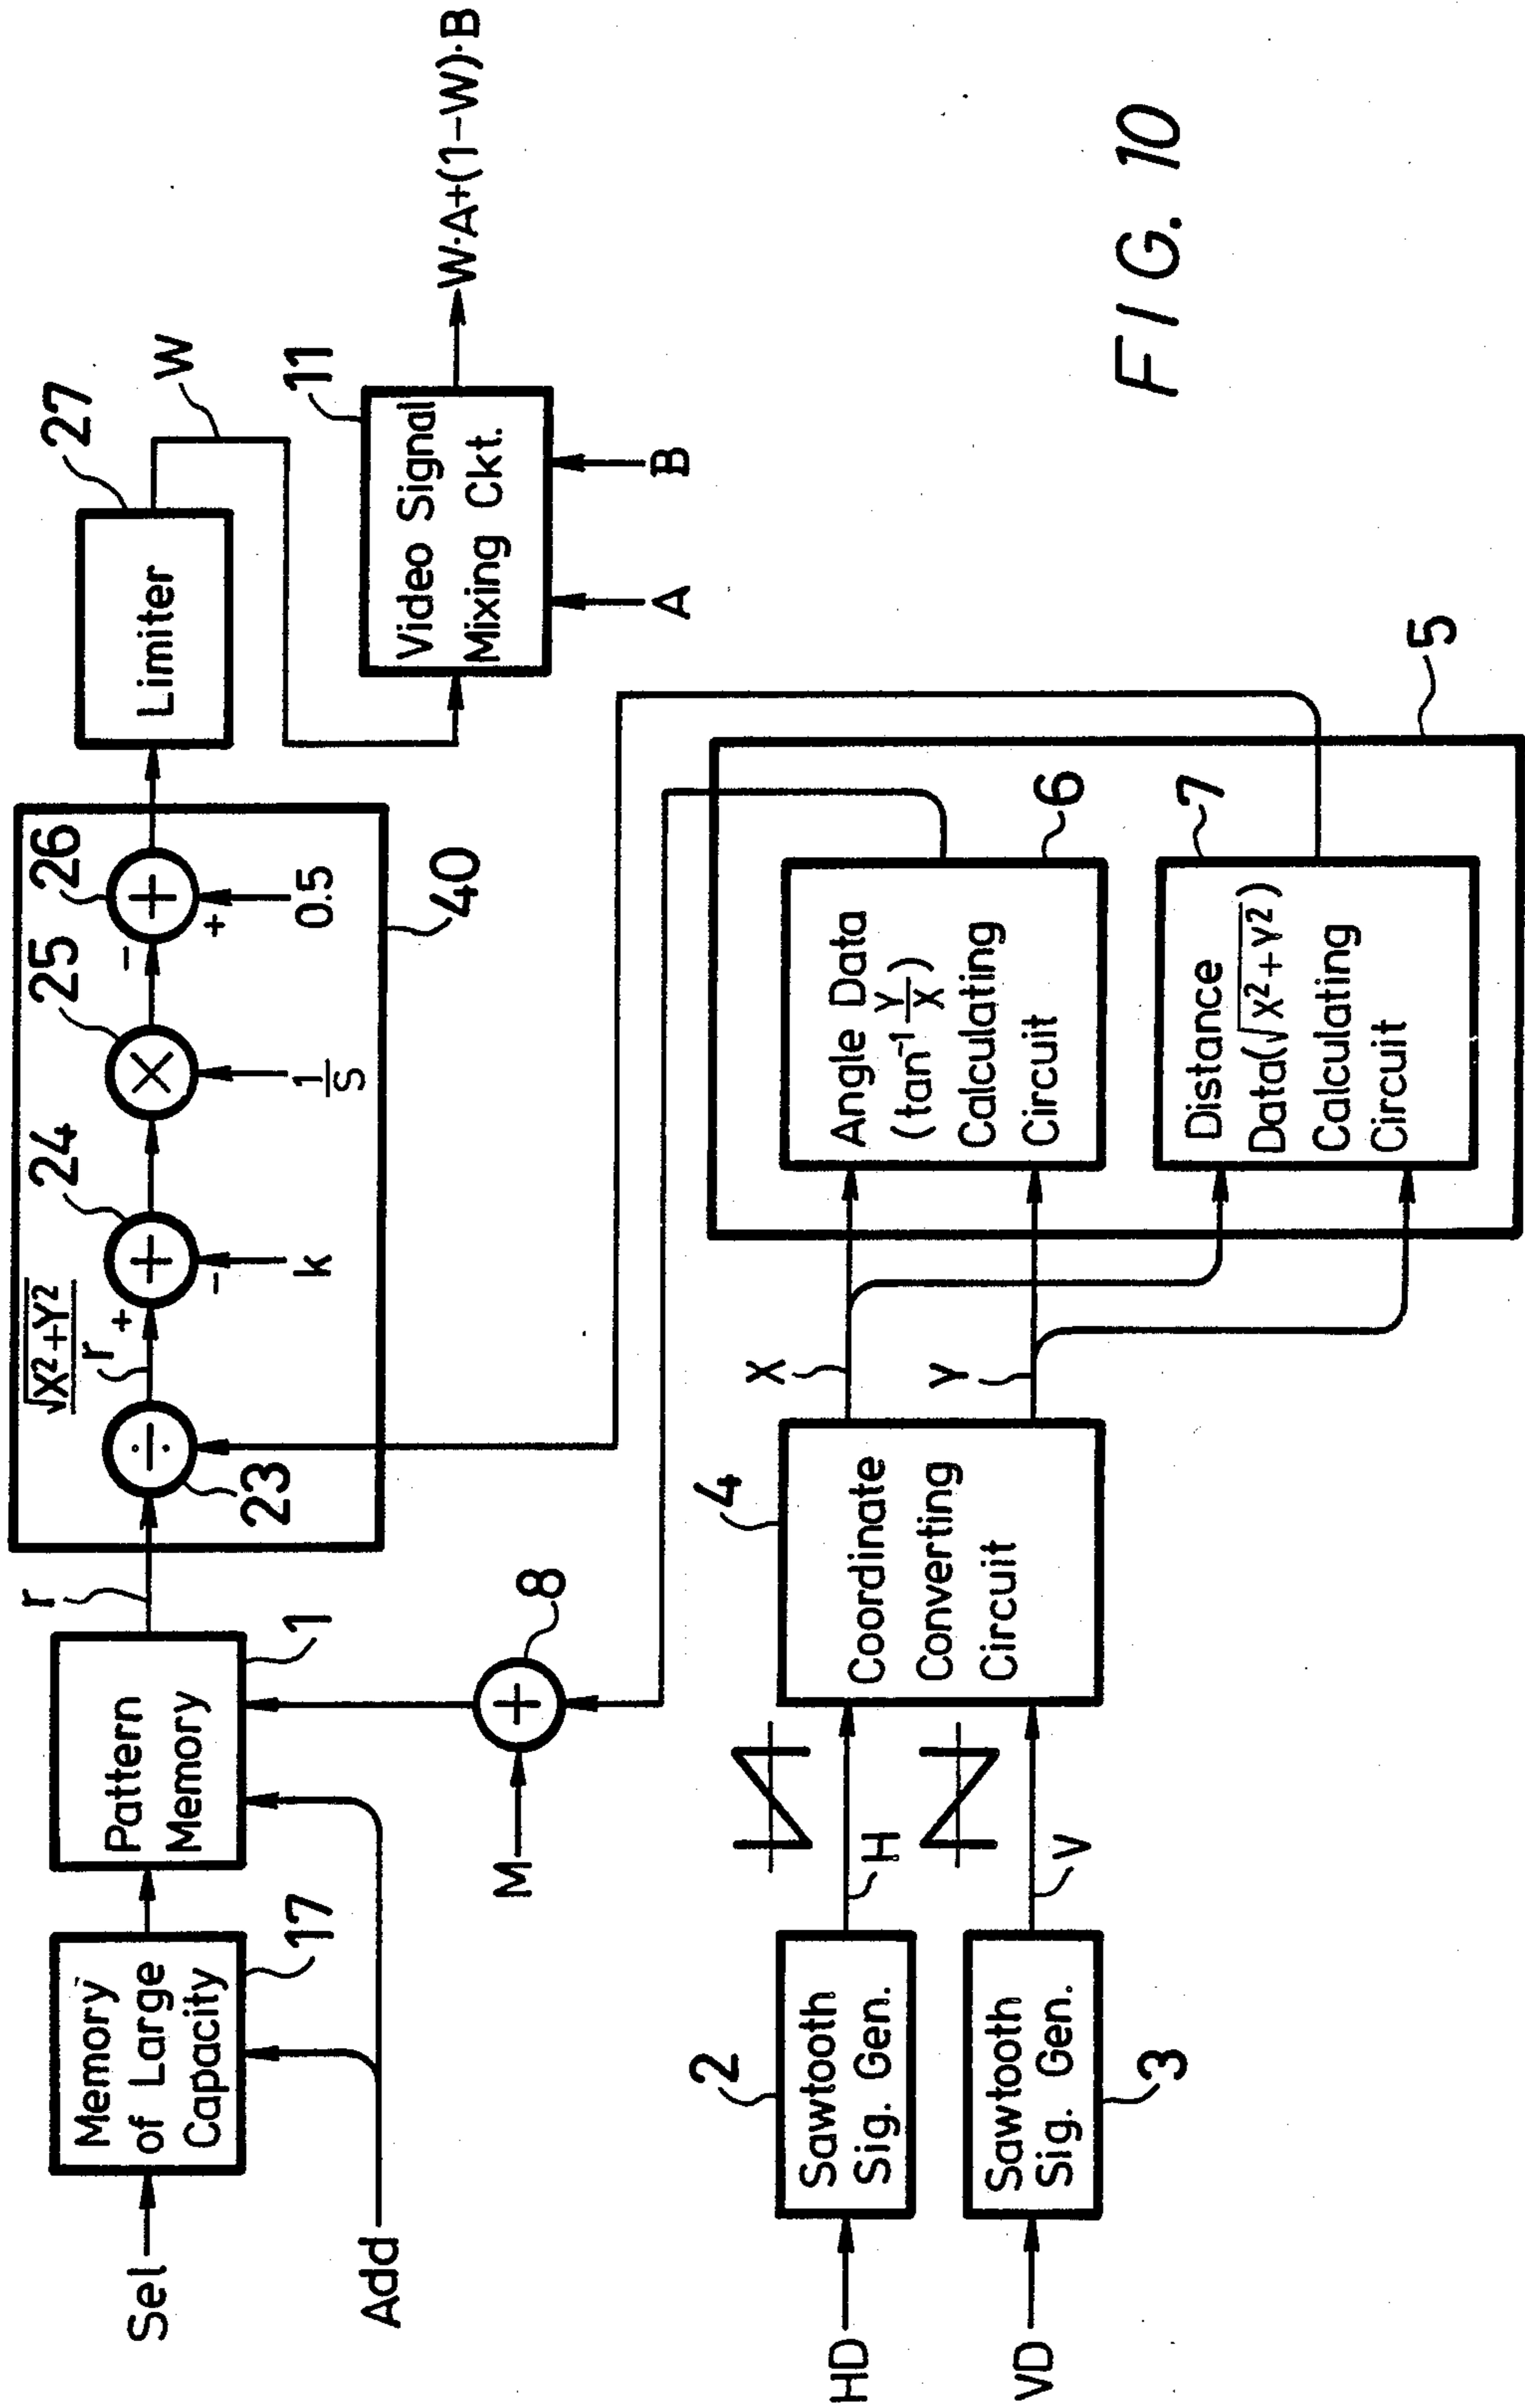 Sel
Memory
of Large
Capacity
17
Add
Pattern
Memory
1
r
M
8
23
÷
√X²+Y²
r
+
24
+
−
k
25
×
1/S
26
−
+
+
0.5
40
27
Limiter
W
11
Video Signal
Mixing Ckt.
A
B
W·A+(1−W)·B
HD
2
Sawtooth
Sig. Gen.
H
VD
3
Sawtooth
Sig. Gen.
V
4
Coordinate
Converting
Circuit
X
Y
5
6
Angle Data
(tan⁻¹ Y/X)
Calculating
Circuit
7
Distance
Data(√X²+Y²)
Calculating
Circuit
FIG. 10